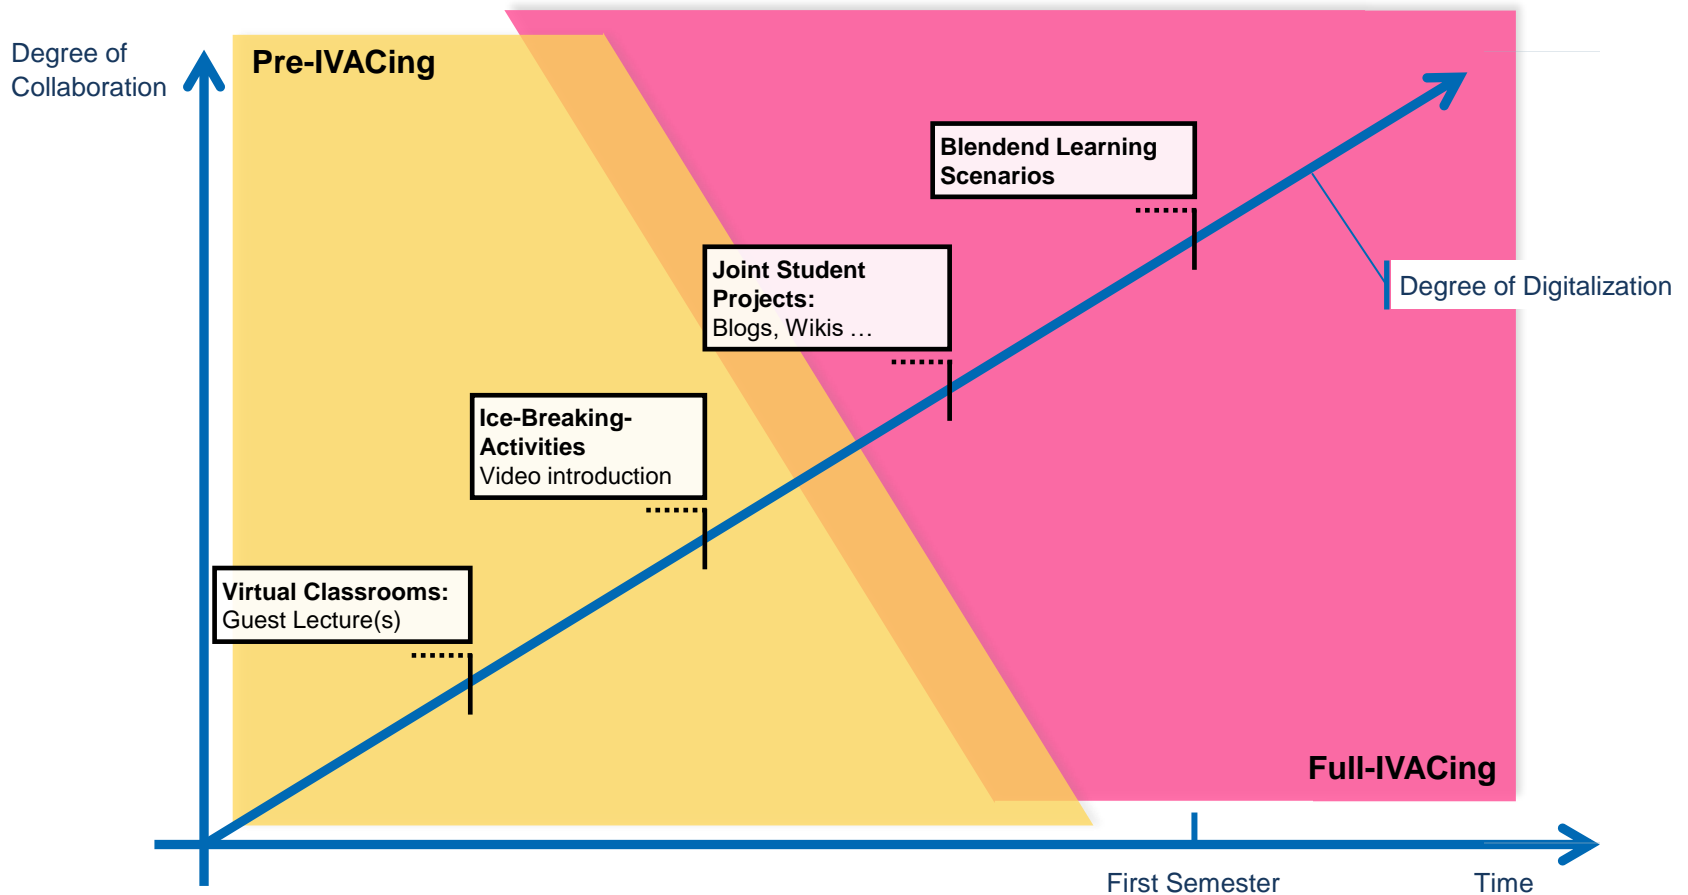 Degree of
Collaboration
Pre-IVACing
Blendend Learning
Scenarios
Joint Student
Projects:
Blogs, Wikis …
Degree of Digitalization
Ice-Breaking-
Activities
Video introduction
Virtual Classrooms:
Guest Lecture(s)
Full-IVACing
First Semester
Time